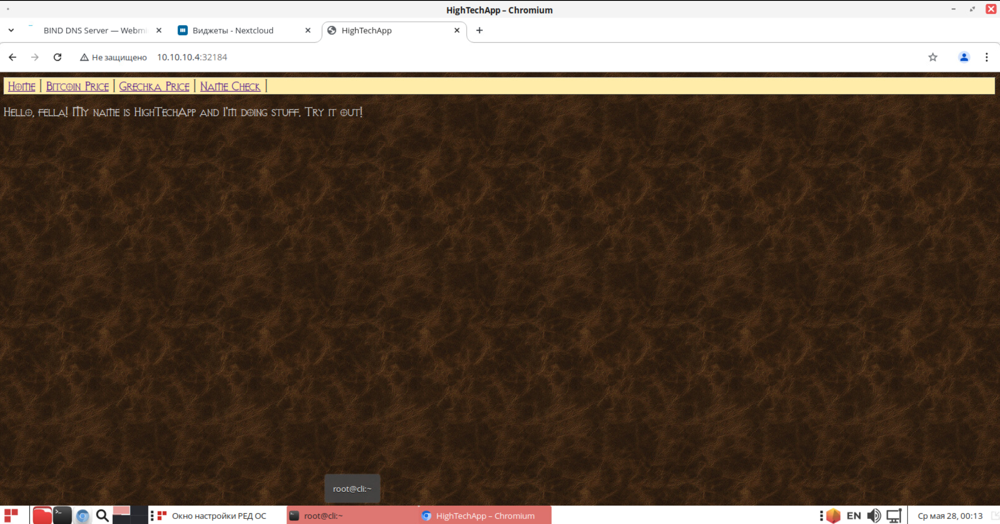 HighTechApp – Chromium
BIND DNS Server — Webmi
Виджеты - Nextcloud
HighTechApp
Не защищено
10.10.10.4:32184
Home | Bitcoin Price | Grechka Price | Name Check |
Hello, fella! My name is HighTechApp and I'm doing stuff. Try it out!
root@cli:~
Окно настройки РЕД ОС
root@cli:~
HighTechApp – Chromium
EN
Ср мая 28, 00:13